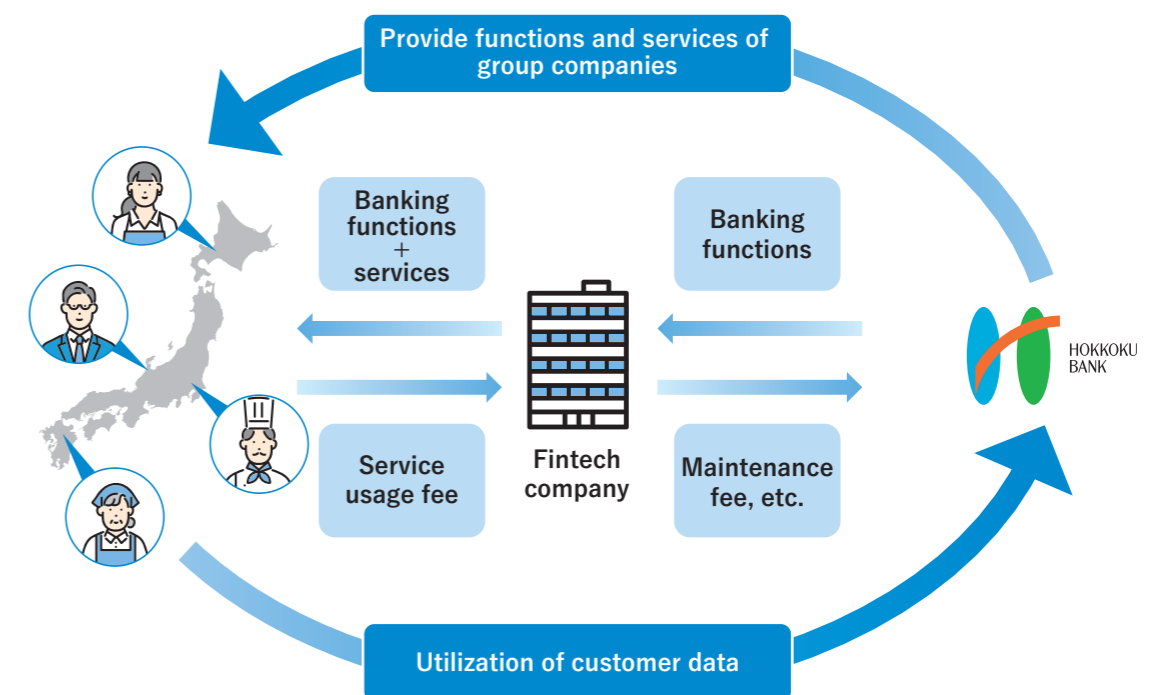 Provide functions and services of
group companies
Banking
functions
+
services
Banking
functions
HOKKOKU
BANK
Service
usage fee
Fintech
company
Maintenance
fee, etc.
Utilization of customer data